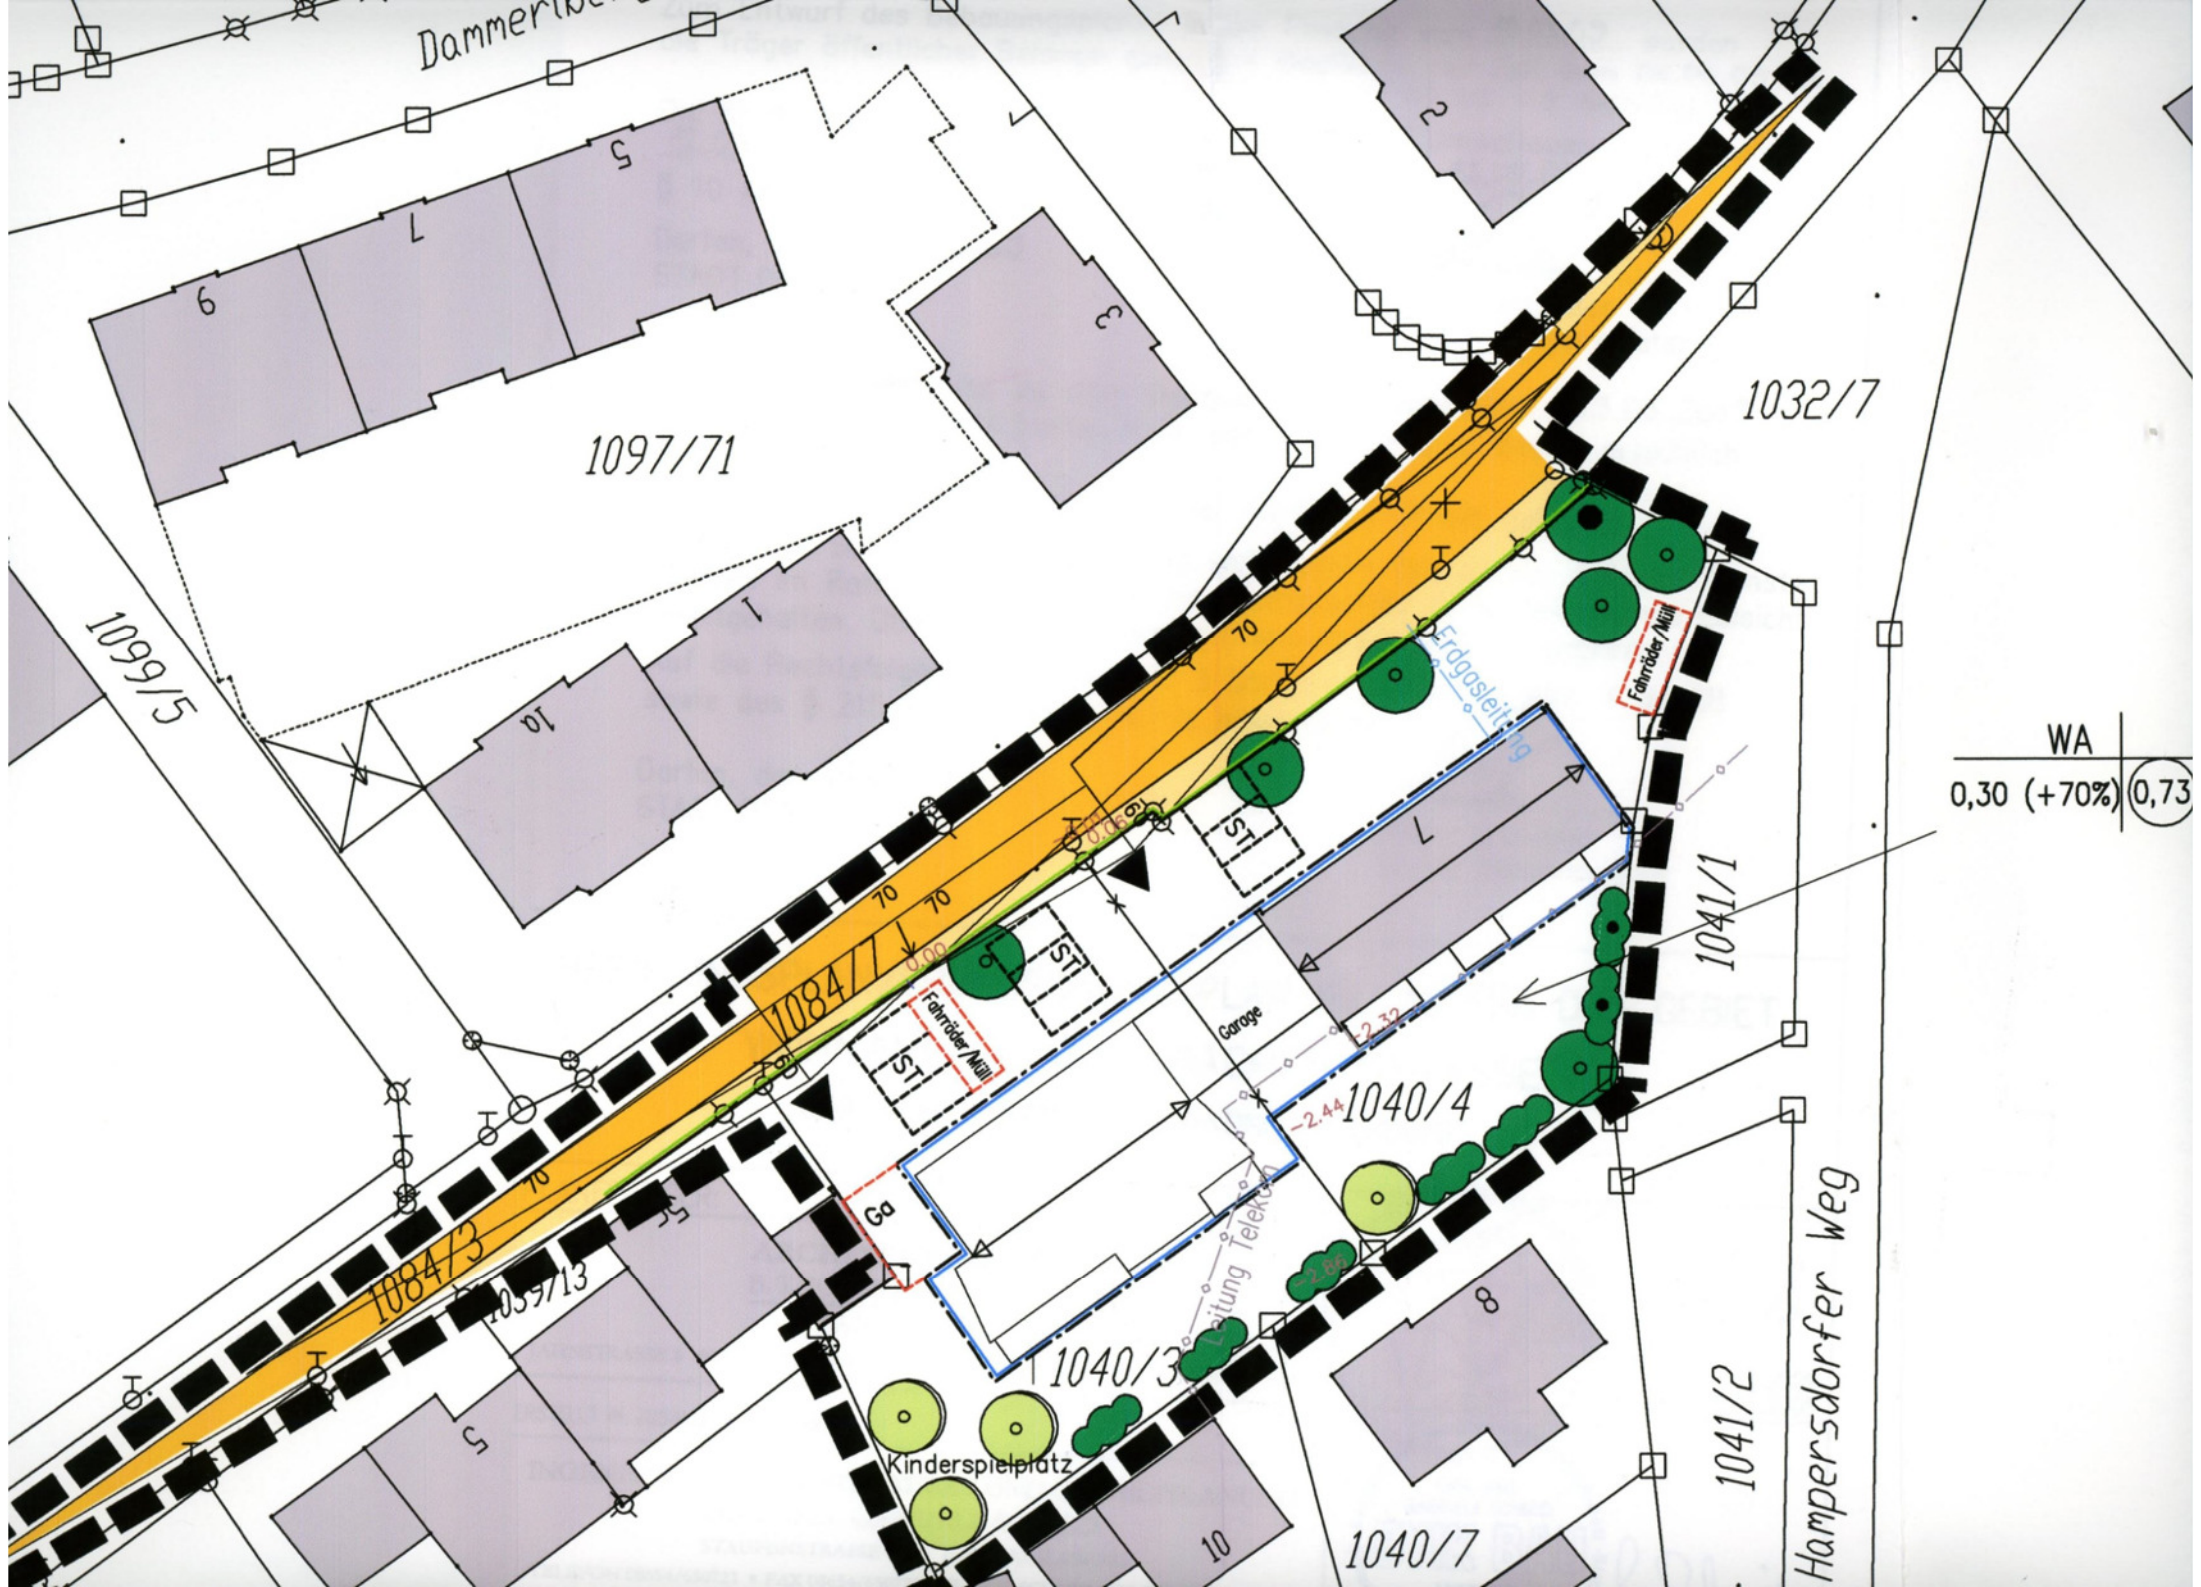 2
5
7
9
3
1032/7
1097/71
1
1a
1099/5
70
Erdgasleitung
Fahrräder/Müll
WA
0,30 (+70%) 0,73
ST
7
0.06
1041/1
70
70
1084/7
0.00
ST
Fahrräder/Müll
ST
Garage
-2.32
1040/4
-2.44
70
Ga
5c
Leitung Telekom
1084/3
1039/13
-2.86
8
1040/3
Hampersdorfer Weg
1041/2
5
Kinderspielplatz
10
1040/7